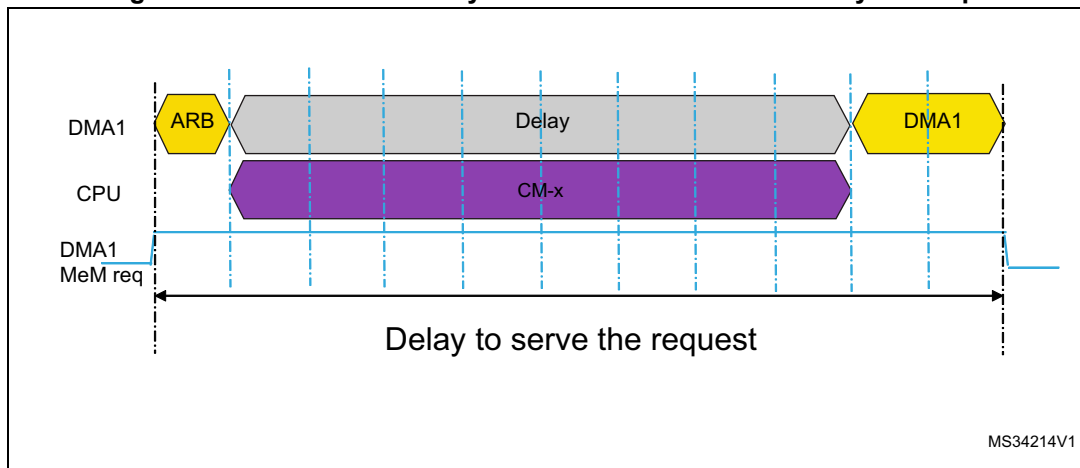 DMA1
ARB
Delay
DMA1
CPU
CM-x
DMA1
MeM req
Delay to serve the request
MS34214V1